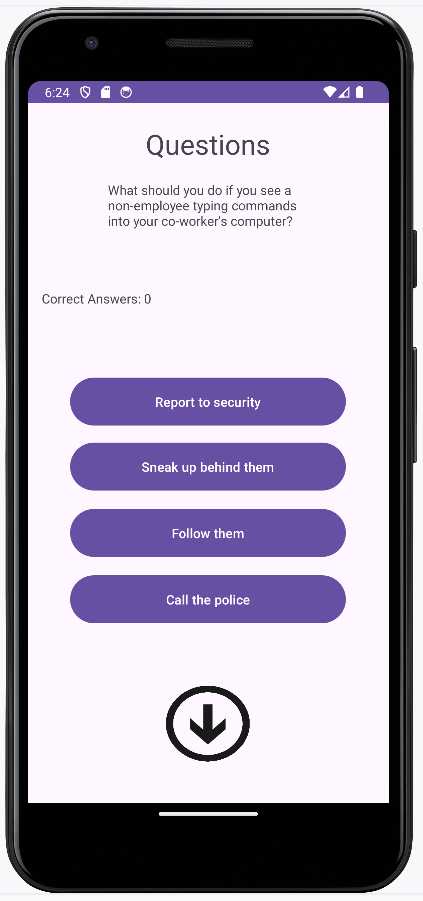 6:24
Questions
What should you do if you see a
non-employee typing commands
into your co-worker's computer?
Correct Answers: 0
Report to security
Sneak up behind them
Follow them
Call the police